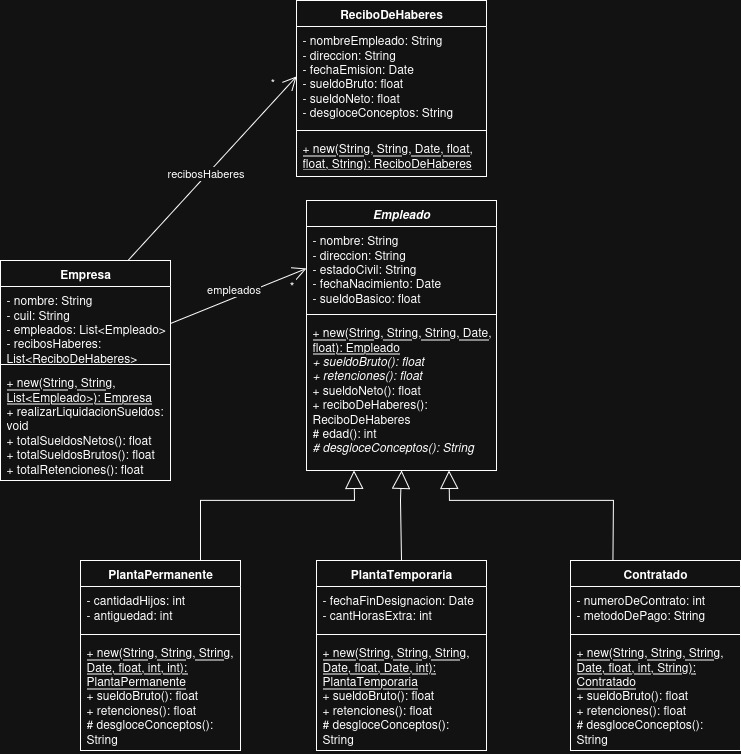 ReciboDeHaberes
- nombreEmpleado: String
- direccion: String
- fechaEmision: Date
- sueldoBruto: float
- sueldoNeto: float
- desgloceConceptos: String
+ new(String, String, Date, float,
float, String): ReciboDeHaberes
*
recibosHaberes
Empleado
- nombre: String
- direccion: String
- estadoCivil: String
- fechaNacimiento: Date
- sueldoBasico: float
+ new(String, String, String, Date,
float): Empleado
+ sueldoBruto(): float
+ retenciones(): float
+ sueldoNeto(): float
+ reciboDeHaberes():
ReciboDeHaberes
# edad(): int
# desgloceConceptos(): String
*
empleados
Empresa
- nombre: String
- cuil: String
- empleados: List<Empleado>
- recibosHaberes:
List<ReciboDeHaberes>
+ new(String, String,
List<Empleado>): Empresa
+ realizarLiquidacionSueldos:
void
+ totalSueldosNetos(): float
+ totalSueldosBrutos(): float
+ totalRetenciones(): float
PlantaPermanente
- cantidadHijos: int
- antiguedad: int
+ new(String, String, String,
Date, float, int, int):
PlantaPermanente
+ sueldoBruto(): float
+ retenciones(): float
# desgloceConceptos():
String
PlantaTemporaria
- fechaFinDesignacion: Date
- cantHorasExtra: int
+ new(String, String, String,
Date, float, Date, int):
PlantaTemporaria
+ sueldoBruto(): float
+ retenciones(): float
# desgloceConceptos():
String
Contratado
- numeroDeContrato: int
- metodoDePago: String
+ new(String, String, String,
Date, float, int, String):
Contratado
+ sueldoBruto(): float
+ retenciones(): float
# desgloceConceptos():
String